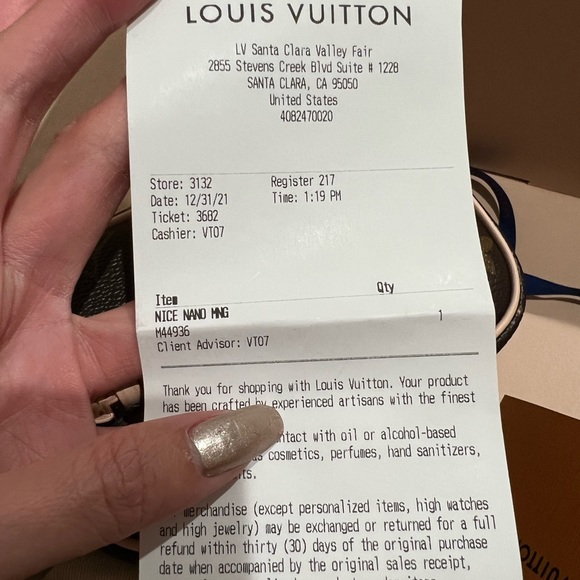 LOUIS VUITTON
LV Santa Clara Valley Fair
2855 Stevens Creek Blvd Suite # 1228
SANTA CLARA, CA 95050
United States
4082470020
Store: 3132 Register 217
Date: 12/31/21 Time: 1:19 PM
Ticket: 3682
Cashier: VT07
Item Qty
NICE NANO MNG 1
M44936
Client Advisor: VT07
Thank you for shopping with Louis Vuitton. Your product
has been crafted by experienced artisans with the finest
with oil or alcohol-based
cosmetics, perfumes, hand sanitizers,
(except personalized items, high watches
and high jewelry) may be exchanged or returned for a full
refund within thirty (30) days of the original purchase
date when accompanied by the original sales receipt,